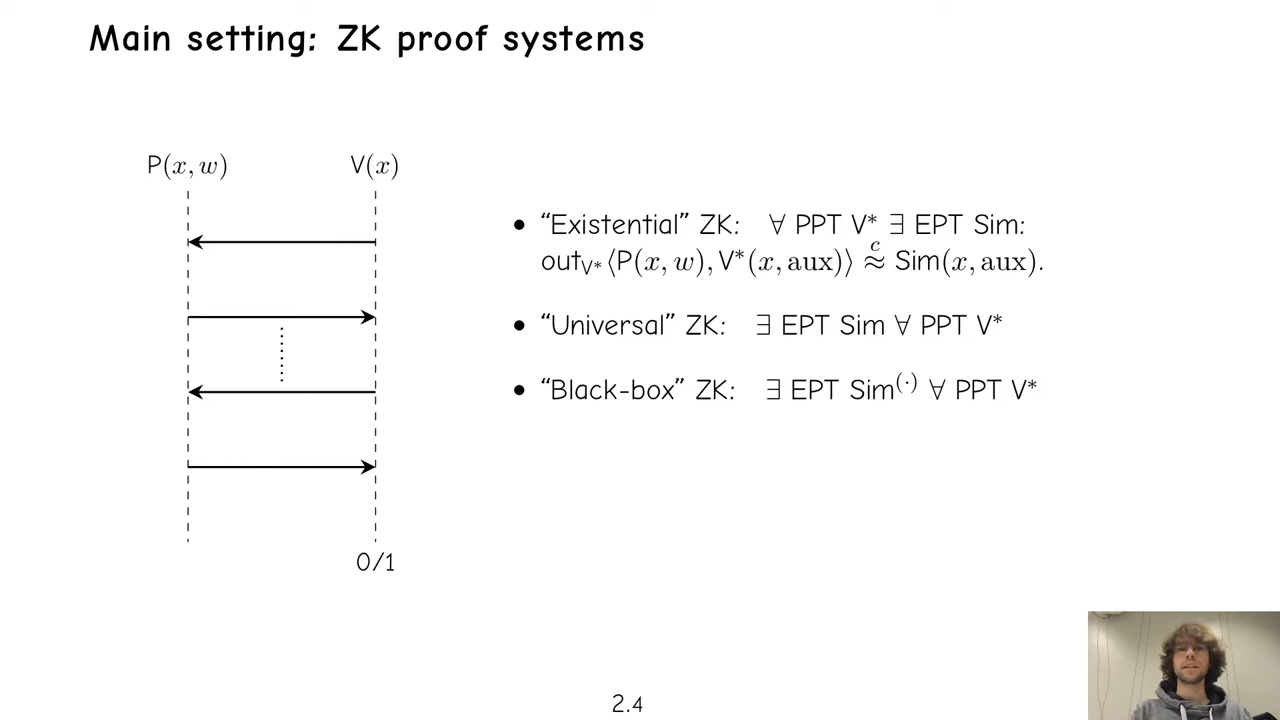 Main setting: ZK proof systems
P(x, w)
V(x)
0/1
• “Existential” ZK: ∀ PPT V* ∃ EPT Sim:
out_V* ⟨P(x, w), V*(x, aux)⟩ ≈^c Sim(x, aux).
• “Universal” ZK: ∃ EPT Sim ∀ PPT V*
• “Black-box” ZK: ∃ EPT Sim^(·) ∀ PPT V*
2.4